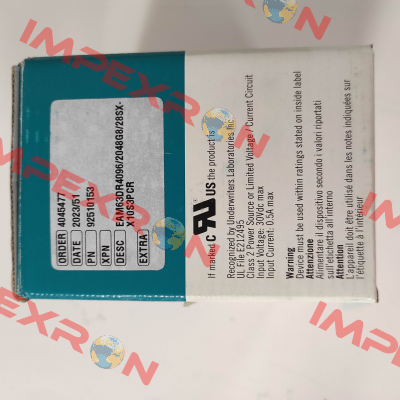 ORDER 4045477
DATE 2023/51
PN 92510153
XPN
DESC EAM63DR4096/2048G8/28SX-
X10S3PCR
EXTRA
If marked C RU US the product is
Recognized by Underwriters Laboratories Inc.
UL File E212495
Class 2 Power Source or Limited Voltage / Current Circuit
Input Voltage: 30Vdc max
Input Current: 0.5A max
Warning
Device must be used within ratings stated on inside label
Attenzione
Alimentare il dispositivo secondo i valori riportati
sull'etichetta all'interno
Attention
L'appareil doit être utilisé dans les notes indiquées sur
l'étiquette à l'intérieur
IMPEXRON